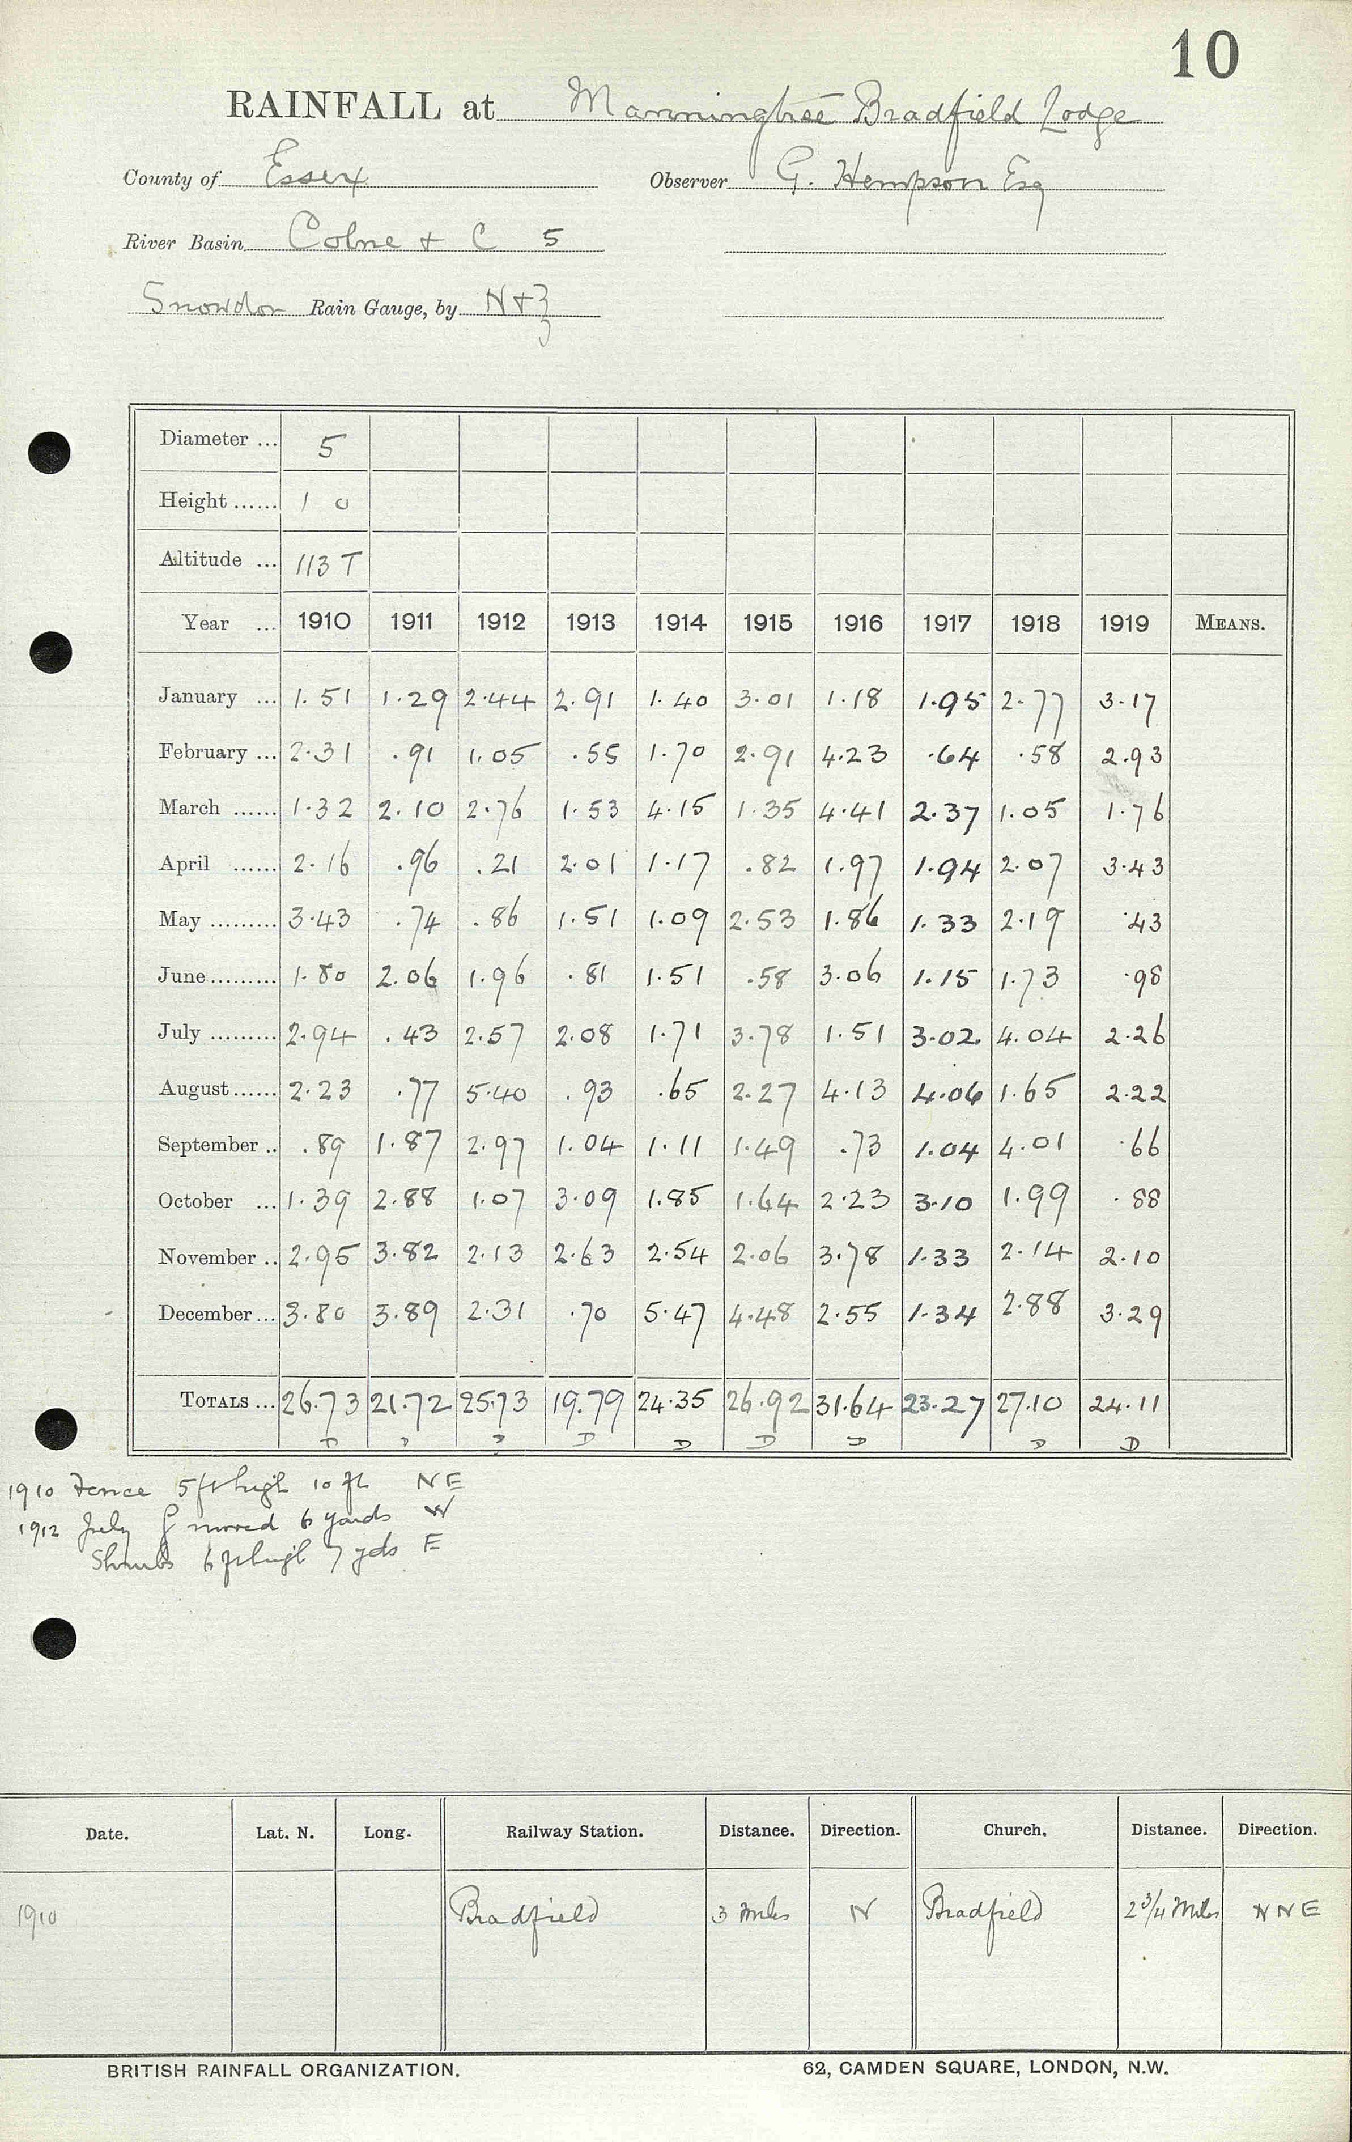 10
RAINFALL at Manningtree Bradfield Lodge
County of Essex Observer G. Hempson Esq
River Basin Colne & C 5
Snowdon Rain Gauge, by N & Z
Diameter ... 5
Height ...... 1 0
Altitude ... 113 T
Year ... 1910 1911 1912 1913 1914 1915 1916 1917 1918 1919 MEANS.
January ... 1.51 1.29 2.44 2.91 1.40 3.01 1.18 1.95 2.77 3.17
February ... 2.31 .91 1.05 .55 1.70 2.91 4.23 .64 .58 2.93
March ...... 1.32 2.10 2.76 1.53 4.15 1.35 4.41 2.37 1.05 1.76
April ...... 2.16 .96 .21 2.01 1.17 .82 1.97 1.94 2.07 3.43
May ......... 3.43 .74 .86 1.51 1.09 2.53 1.86 1.33 2.19 .43
June ......... 1.80 2.06 1.96 .81 1.51 .58 3.06 1.15 1.73 .98
July ......... 2.94 .43 2.57 2.08 1.71 3.78 1.51 3.02 4.04 2.26
August ...... 2.23 .77 5.40 .93 .65 2.27 4.13 4.06 1.65 2.22
September .. .89 1.87 2.97 1.04 1.11 1.49 .73 1.04 4.01 .66
October ... 1.39 2.88 1.07 3.09 1.85 1.64 2.23 3.10 1.99 .88
November .. 2.95 3.82 2.13 2.63 2.54 2.06 3.78 1.33 2.14 2.10
December ... 3.80 3.89 2.31 .70 5.47 4.48 2.55 1.34 2.88 3.29
TOTALS ... 26.73 21.72 25.73 19.79 24.35 26.92 31.64 23.27 27.10 24.11
D D D D D D D D D
1910 Fence 5 ft high 10 ft NE
1912 July G moved 6 yards W
Shrubs 6 ft high 7 yds E
Date. Lat. N. Long. Railway Station. Distance. Direction. Church. Distance. Direction.
1910 Bradfield 3 Miles N Bradfield 2 3/4 Miles NNE
BRITISH RAINFALL ORGANIZATION. 62, CAMDEN SQUARE, LONDON, N.W.